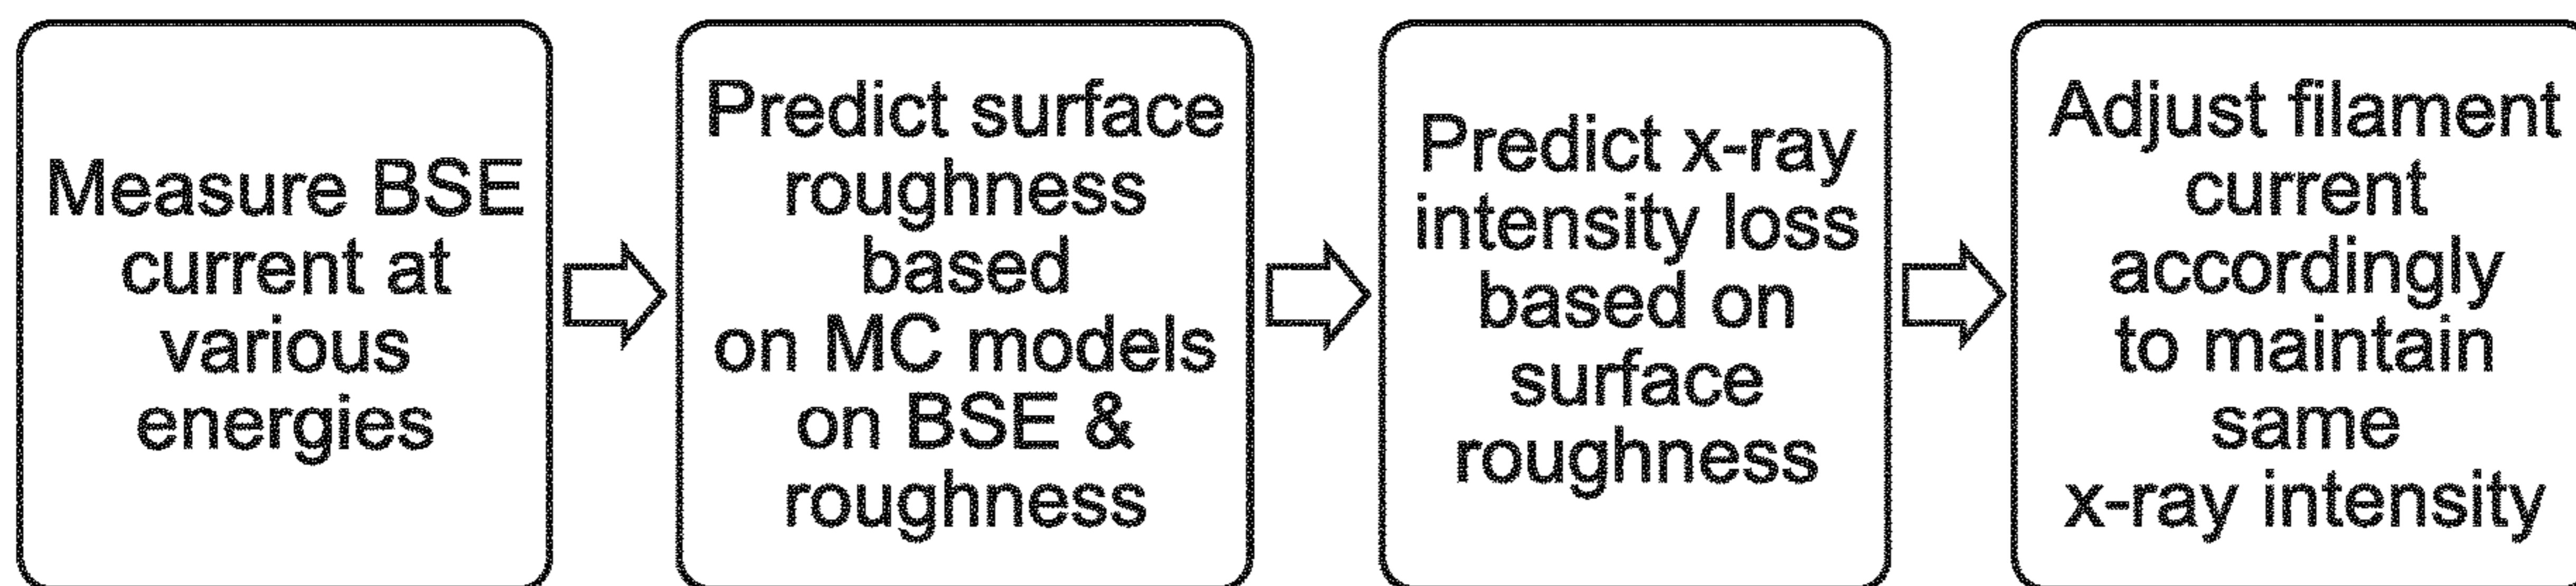 Measure BSE
current at
various
energies
Predict surface
roughness
based
on MC models
on BSE &
roughness
Predict x-ray
intensity loss
based on
surface
roughness
Adjust filament
current
accordingly
to maintain
same
x-ray intensity